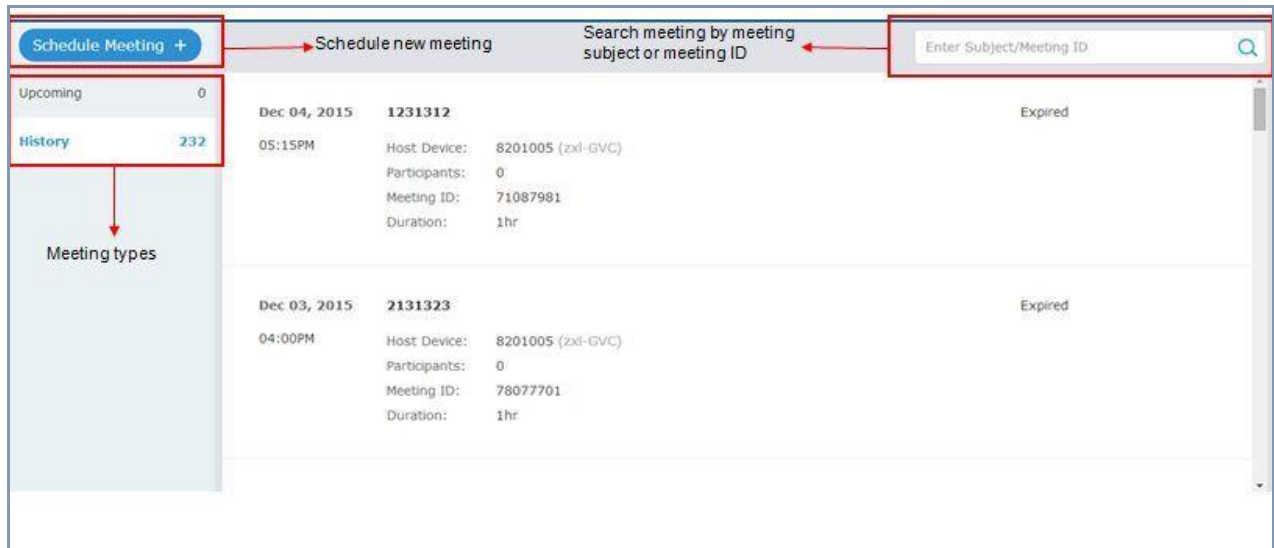 Schedule Meeting +
Schedule new meeting
Search meeting by meeting
subject or meeting ID
Enter Subject/Meeting ID
Upcoming 0
History 232
Meeting types
Dec 04, 2015 1231312 Expired
05:15PM Host Device: 8201005 (zxl-GVC)
Participants: 0
Meeting ID: 71087981
Duration: 1hr
Dec 03, 2015 2131323 Expired
04:00PM Host Device: 8201005 (zxl-GVC)
Participants: 0
Meeting ID: 78077701
Duration: 1hr